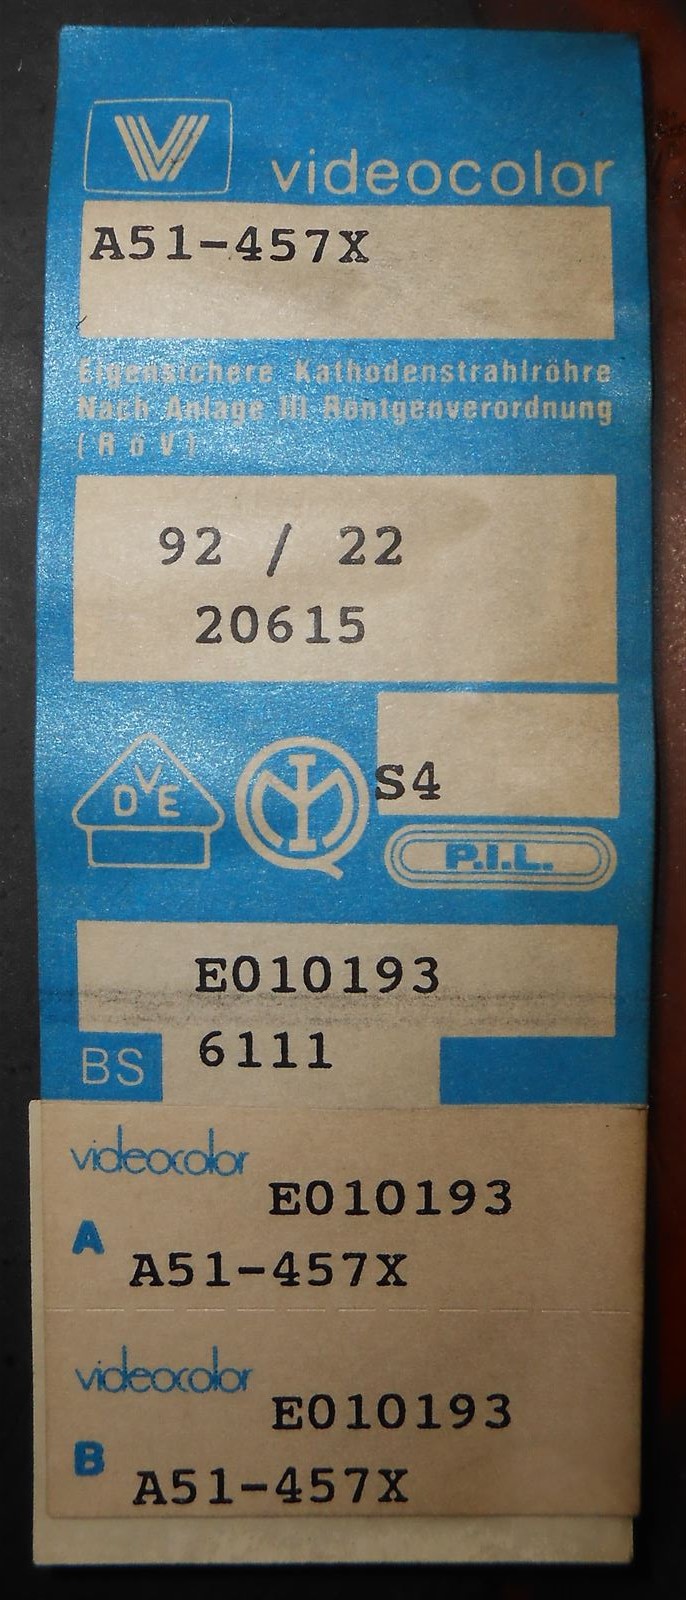 videocolor
A51-457X
Eigensichere Kathodenstrahlröhre
Nach Anlage III Röntgenverordnung
(RöV)
92 / 22
20615
DVE
S4
P.I.L.
E010193
BS 6111
videocolor
E010193
A
A51-457X
videocolor
E010193
B
A51-457X